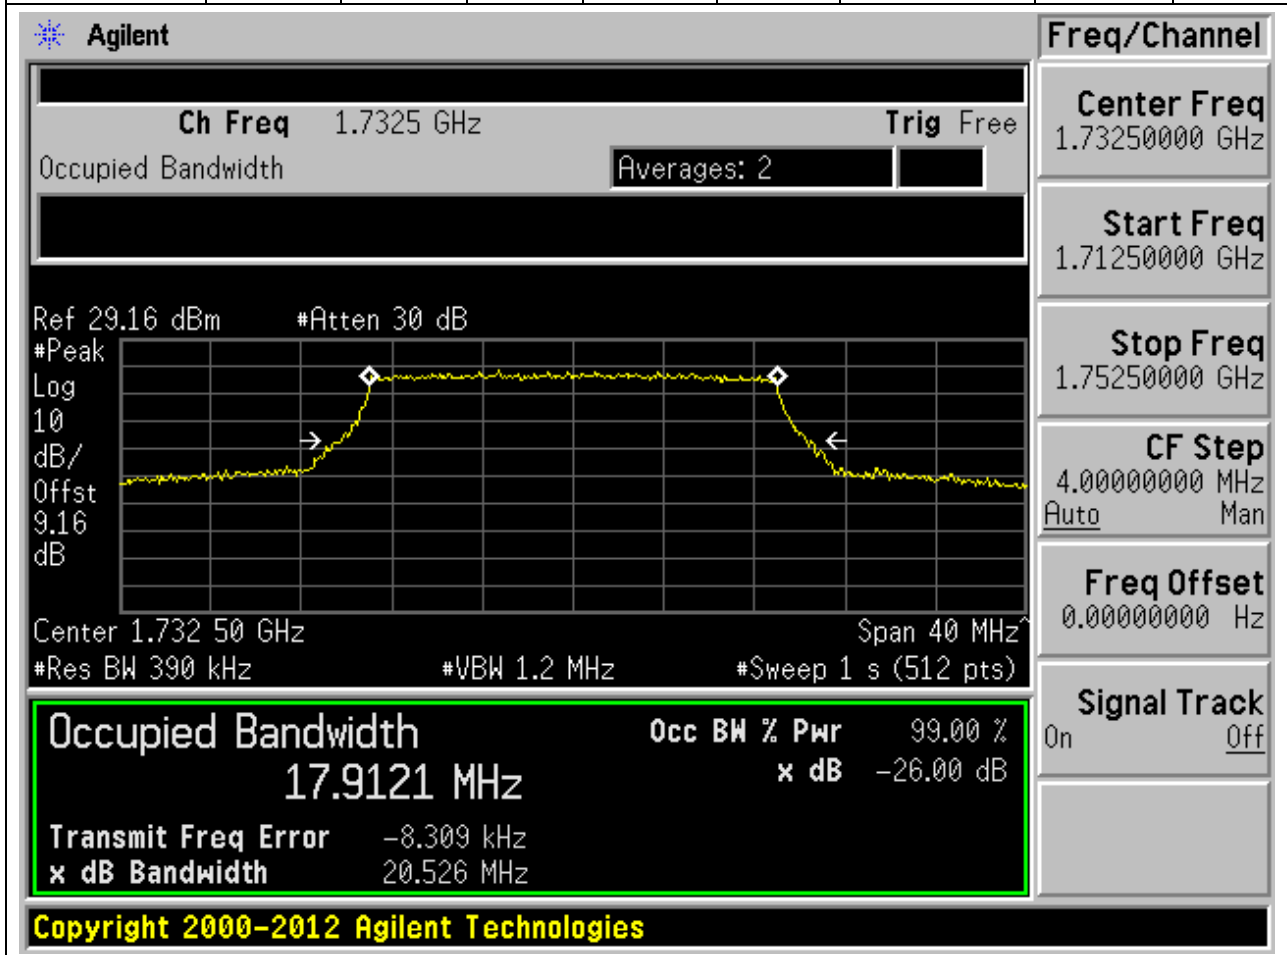 Agilent
Freq/Channel
Ch Freq 1.7325 GHz Trig Free
Occupied Bandwidth Averages: 2
Center Freq
1.73250000 GHz
Start Freq
1.71250000 GHz
Stop Freq
1.75250000 GHz
CF Step
4.00000000 MHz
Auto Man
Freq Offset
0.00000000 Hz
Signal Track
On Off
Ref 29.16 dBm #Atten 30 dB
#Peak
Log
10
dB/
Offst
9.16
dB
Center 1.732 50 GHz Span 40 MHz^
#Res BW 390 kHz #VBW 1.2 MHz #Sweep 1 s (512 pts)
Occupied Bandwidth Occ BW % Pwr 99.00 %
17.9121 MHz x dB -26.00 dB
Transmit Freq Error -8.309 kHz
x dB Bandwidth 20.526 MHz
Copyright 2000-2012 Agilent Technologies